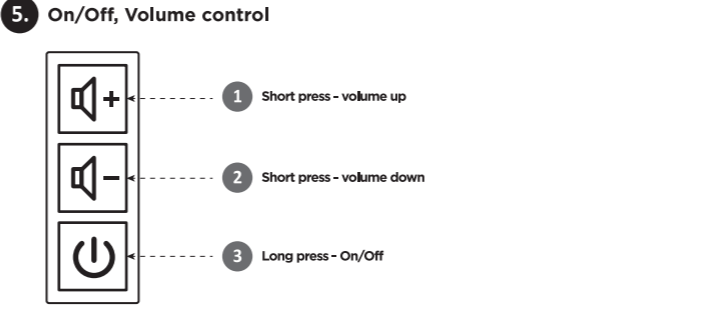 5. On/Off, Volume control
1 Short press - volume up
2 Short press - volume down
3 Long press - On/Off